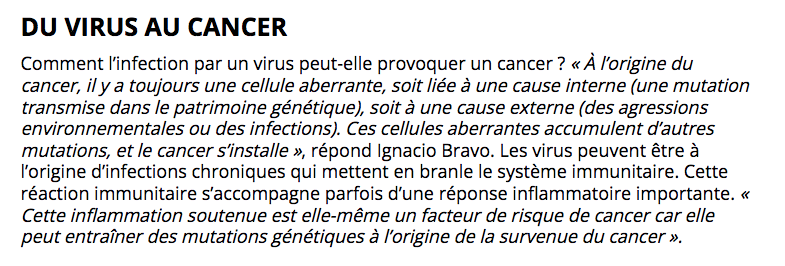 DU VIRUS AU CANCER
Comment l’infection par un virus peut-elle provoquer un cancer ? « À l’origine du
cancer, il y a toujours une cellule aberrante, soit liée à une cause interne (une mutation
transmise dans le patrimoine génétique), soit à une cause externe (des agressions
environnementales ou des infections). Ces cellules aberrantes accumulent d’autres
mutations, et le cancer s’installe », répond Ignacio Bravo. Les virus peuvent être à
l’origine d’infections chroniques qui mettent en branle le système immunitaire. Cette
réaction immunitaire s’accompagne parfois d’une réponse inflammatoire importante. «
Cette inflammation soutenue est elle-même un facteur de risque de cancer car elle
peut entraîner des mutations génétiques à l’origine de la survenue du cancer ».